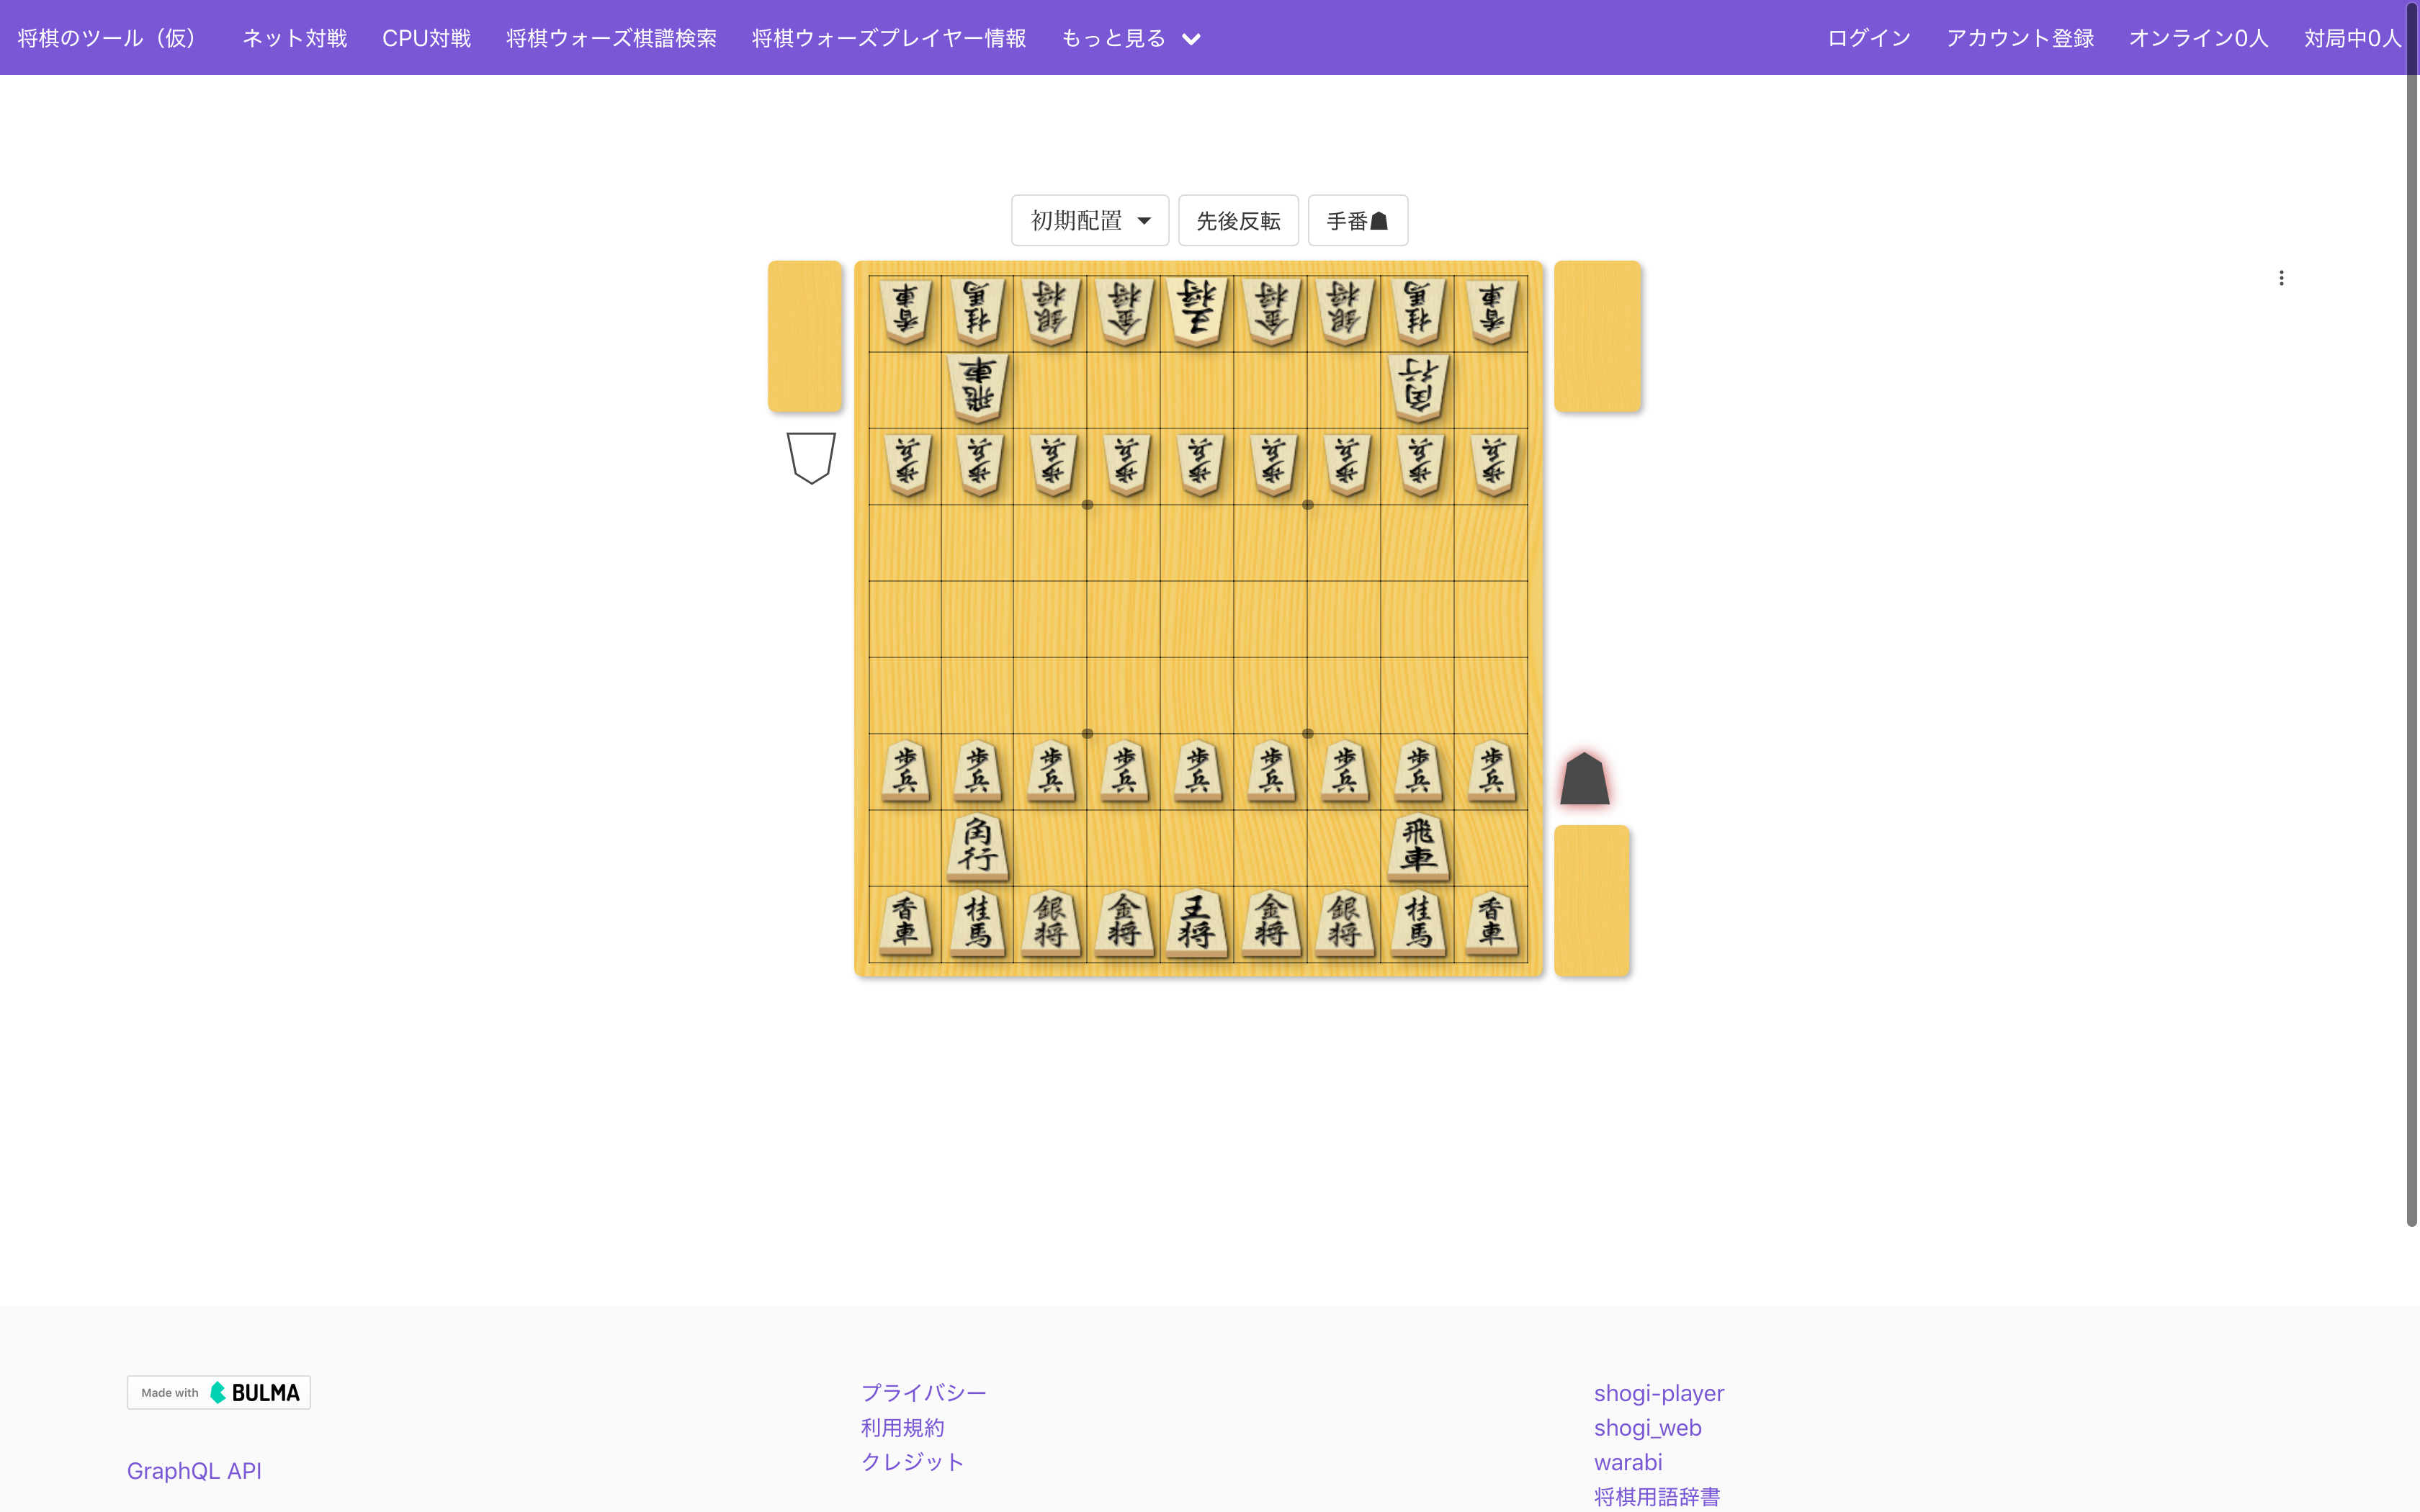 将棋のツール（仮） ネット対戦 CPU対戦 将棋ウォーズ棋譜検索 将棋ウォーズプレイヤー情報 もっと見る ログイン アカウント登録 オンライン0人 対局中0人
初期配置 先後反転 手番
香車 桂馬 銀将 金将 王将 金将 銀将 桂馬 香車
飛車 角行
歩兵 歩兵 歩兵 歩兵 歩兵 歩兵 歩兵 歩兵 歩兵
歩兵 歩兵 歩兵 歩兵 歩兵 歩兵 歩兵 歩兵 歩兵
角行 飛車
香車 桂馬 銀将 金将 王将 金将 銀将 桂馬 香車
Made with BULMA
GraphQL API
プライバシー
利用規約
クレジット
shogi-player
shogi_web
warabi
将棋用語辞書